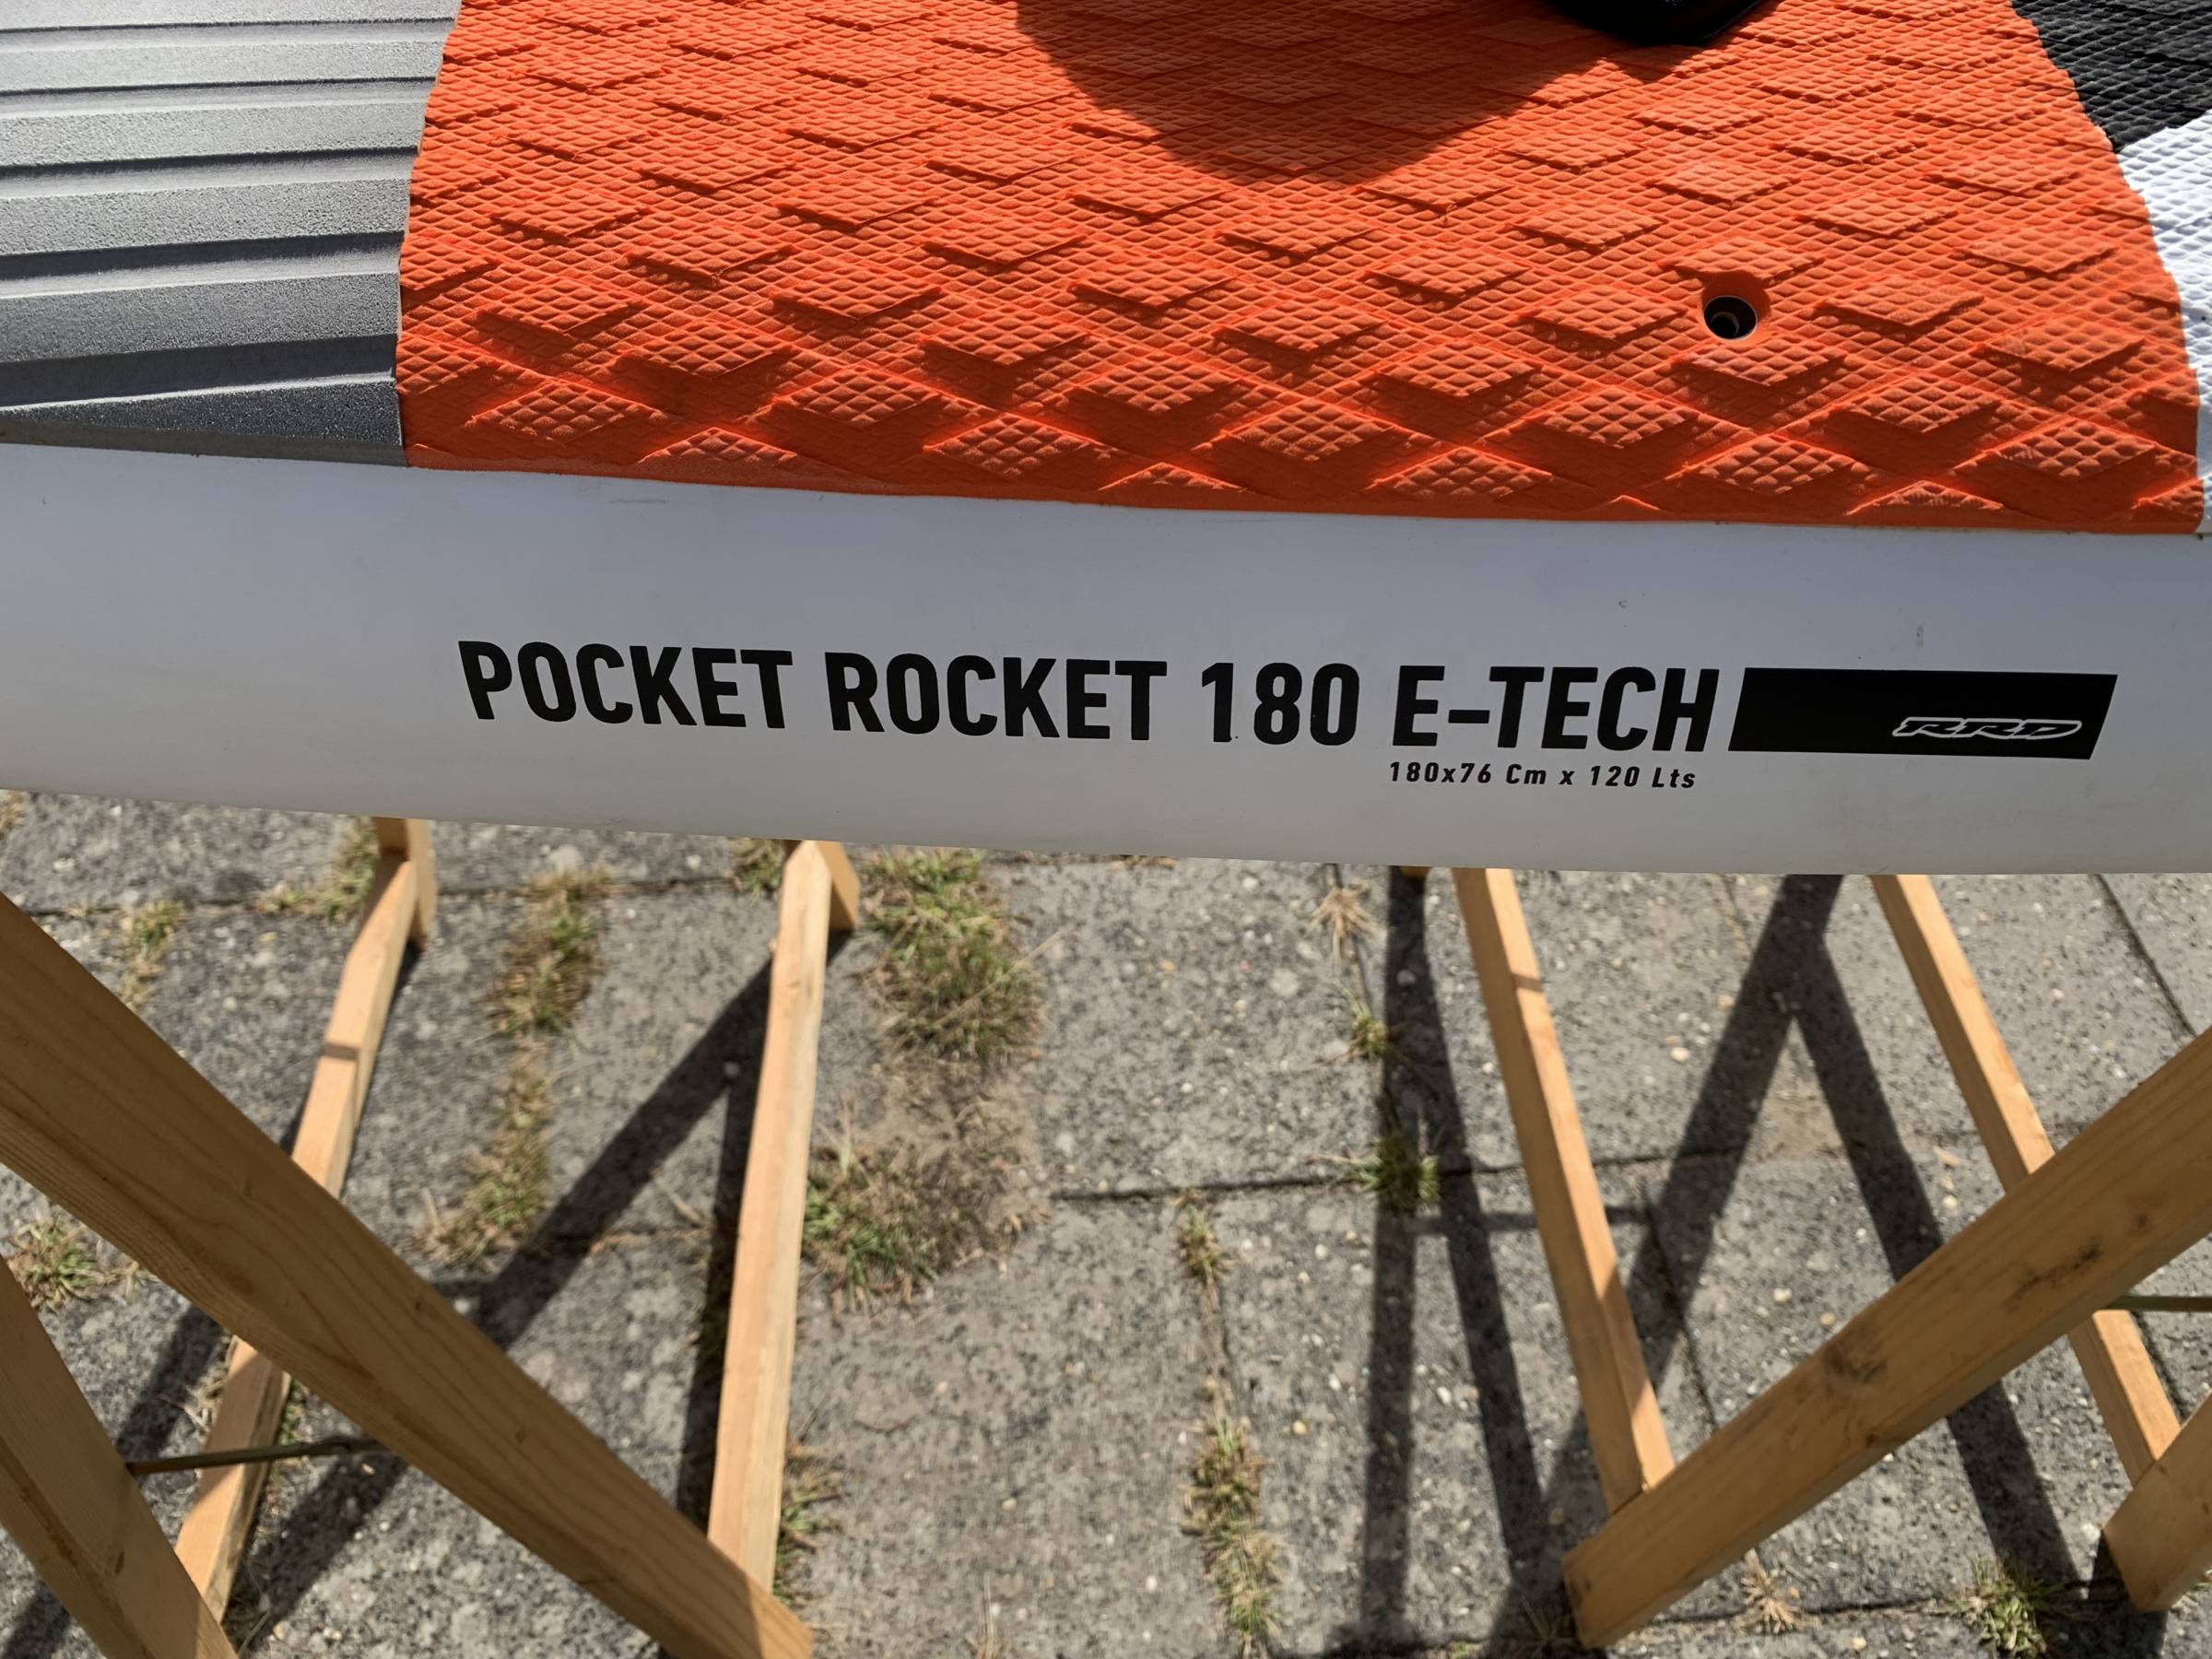 POCKET ROCKET 180 E-TECH RRD
180x76 Cm x 120 Lts